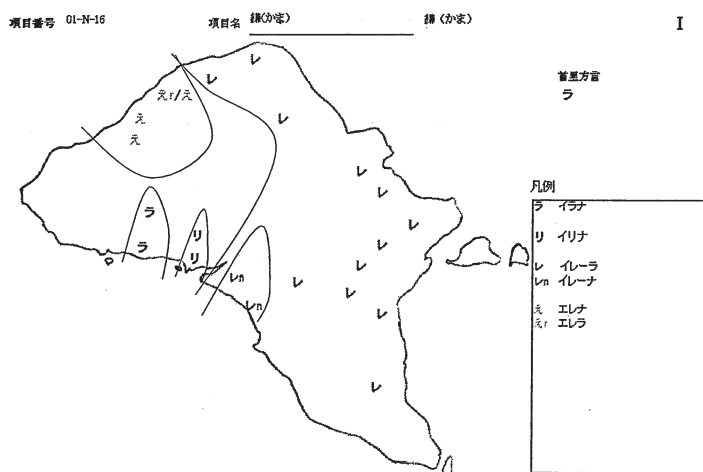 項目番号 01-N-16 項目名 鎌(かま) 鎌(かま) I
首里方言
ラ
凡例
ラ イラナ
リ イリナ
レ イレーラ
レn イレーナ
え エレナ
えr エレラ
レ
レ
えr/え
え
え
レ
レ
レ
ラ
リ
レ
ラ
リ
レ
レ
レn
レ
レ
レn
レ
レ